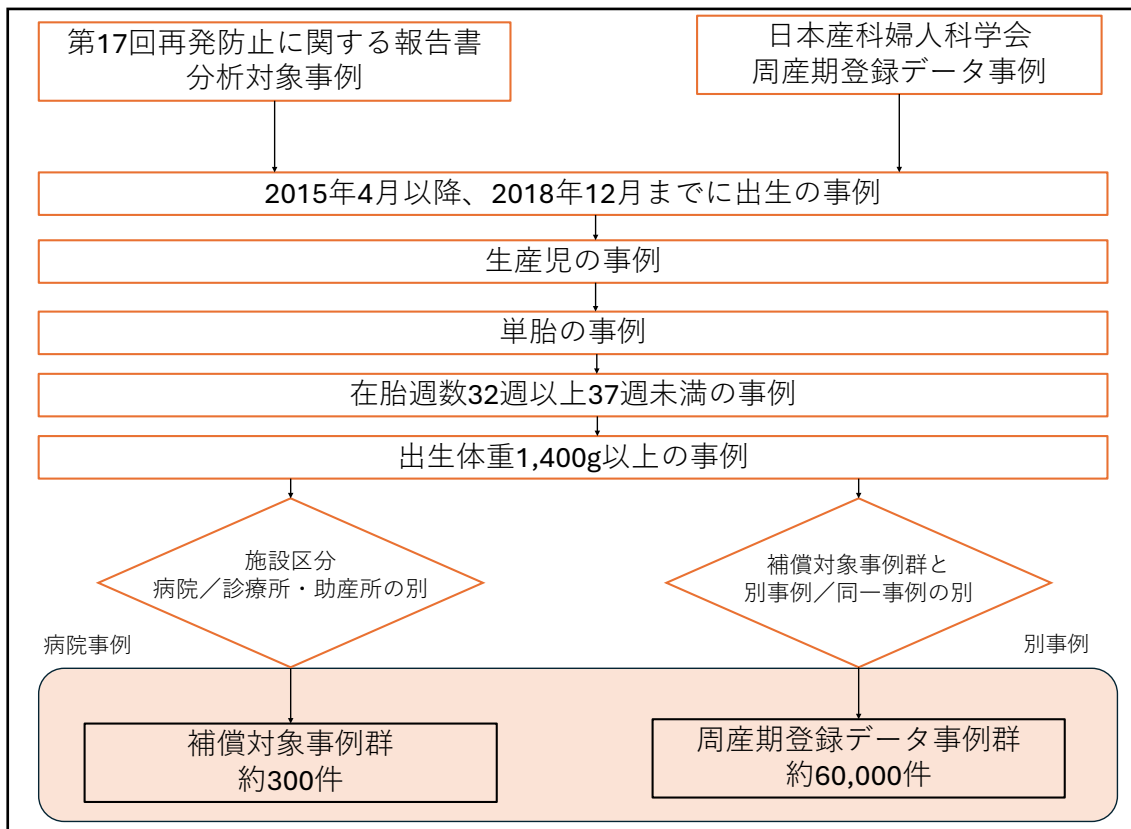 第17回再発防止に関する報告書
分析対象事例
日本産科婦人科学会
周産期登録データ事例
2015年4月以降、2018年12月までに出生の事例
生産児の事例
単胎の事例
在胎週数32週以上37週未満の事例
出生体重1,400g以上の事例
施設区分
病院／診療所・助産所の別
補償対象事例群と
別事例／同一事例の別
病院事例
別事例
補償対象事例群
約300件
周産期登録データ事例群
約60,000件